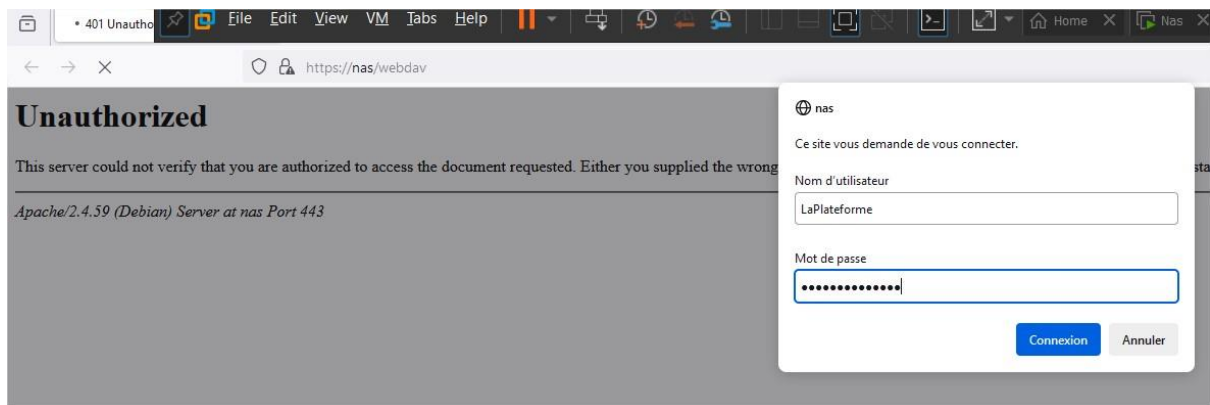 • 401 Unautho
File Edit View VM Tabs Help
Home
Nas
https://nas/webdav
Unauthorized
This server could not verify that you are authorized to access the document requested. Either you supplied the wrong
sta
Apache/2.4.59 (Debian) Server at nas Port 443
nas
Ce site vous demande de vous connecter.
Nom d'utilisateur
LaPlateforme
Mot de passe
••••••••••••••
Connexion Annuler